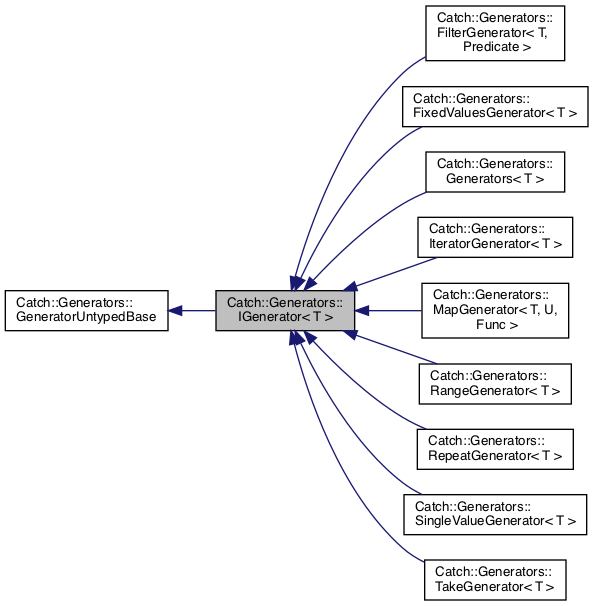 Catch::Generators::
FilterGenerator< T,
Predicate >
Catch::Generators::
FixedValuesGenerator< T >
Catch::Generators::
Generators< T >
Catch::Generators::
IteratorGenerator< T >
Catch::Generators::
GeneratorUntypedBase
Catch::Generators::
IGenerator< T >
Catch::Generators::
MapGenerator< T, U,
Func >
Catch::Generators::
RangeGenerator< T >
Catch::Generators::
RepeatGenerator< T >
Catch::Generators::
SingleValueGenerator< T >
Catch::Generators::
TakeGenerator< T >